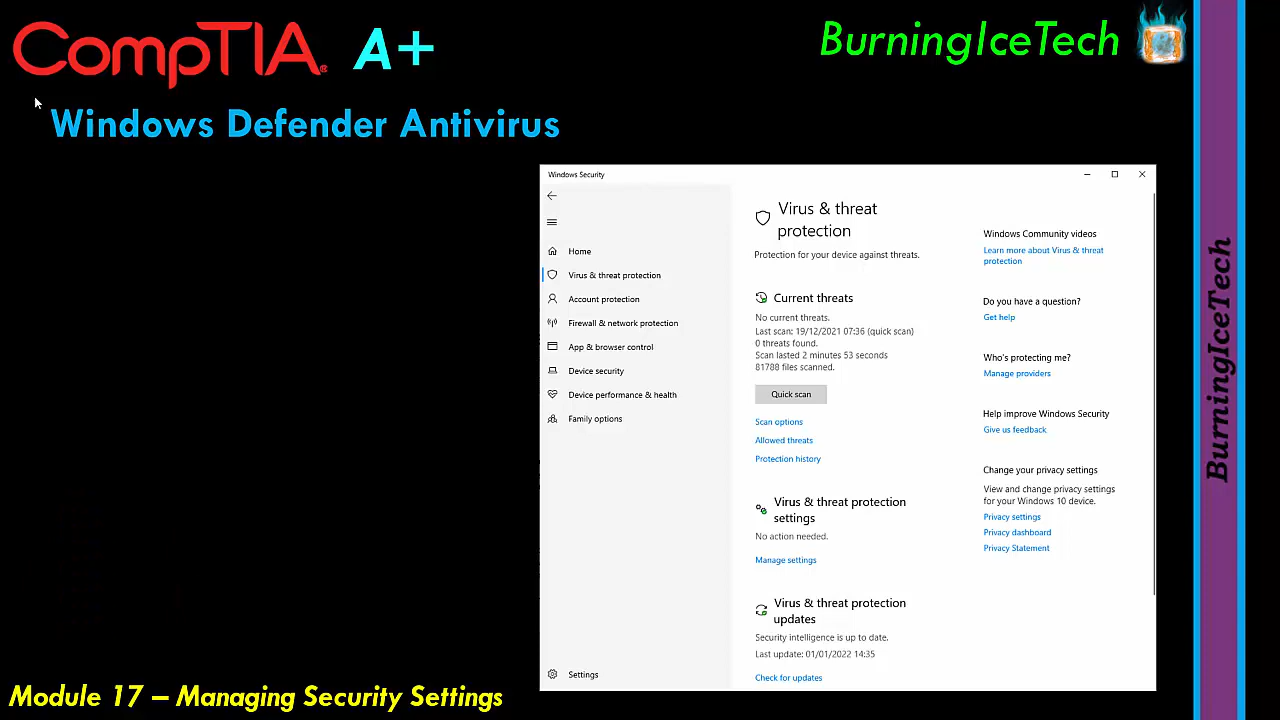 CompTIA® A+
BurningIceTech
Windows Defender Antivirus
Windows Security
Home
Virus & threat protection
Account protection
Firewall & network protection
App & browser control
Device security
Device performance & health
Family options
Settings
Virus & threat
protection
Protection for your device against threats.
Current threats
No current threats.
Last scan: 19/12/2021 07:36 (quick scan)
0 threats found.
Scan lasted 2 minutes 53 seconds
81788 files scanned.
Quick scan
Scan options
Allowed threats
Protection history
Virus & threat protection
settings
No action needed.
Manage settings
Virus & threat protection
updates
Security intelligence is up to date.
Last update: 01/01/2022 14:35
Check for updates
Windows Community videos
Learn more about Virus & threat
protection
Do you have a question?
Get help
Who's protecting me?
Manage providers
Help improve Windows Security
Give us feedback
Change your privacy settings
View and change privacy settings
for your Windows 10 device.
Privacy settings
Privacy dashboard
Privacy Statement
BurningIceTech
Module 17 – Managing Security Settings